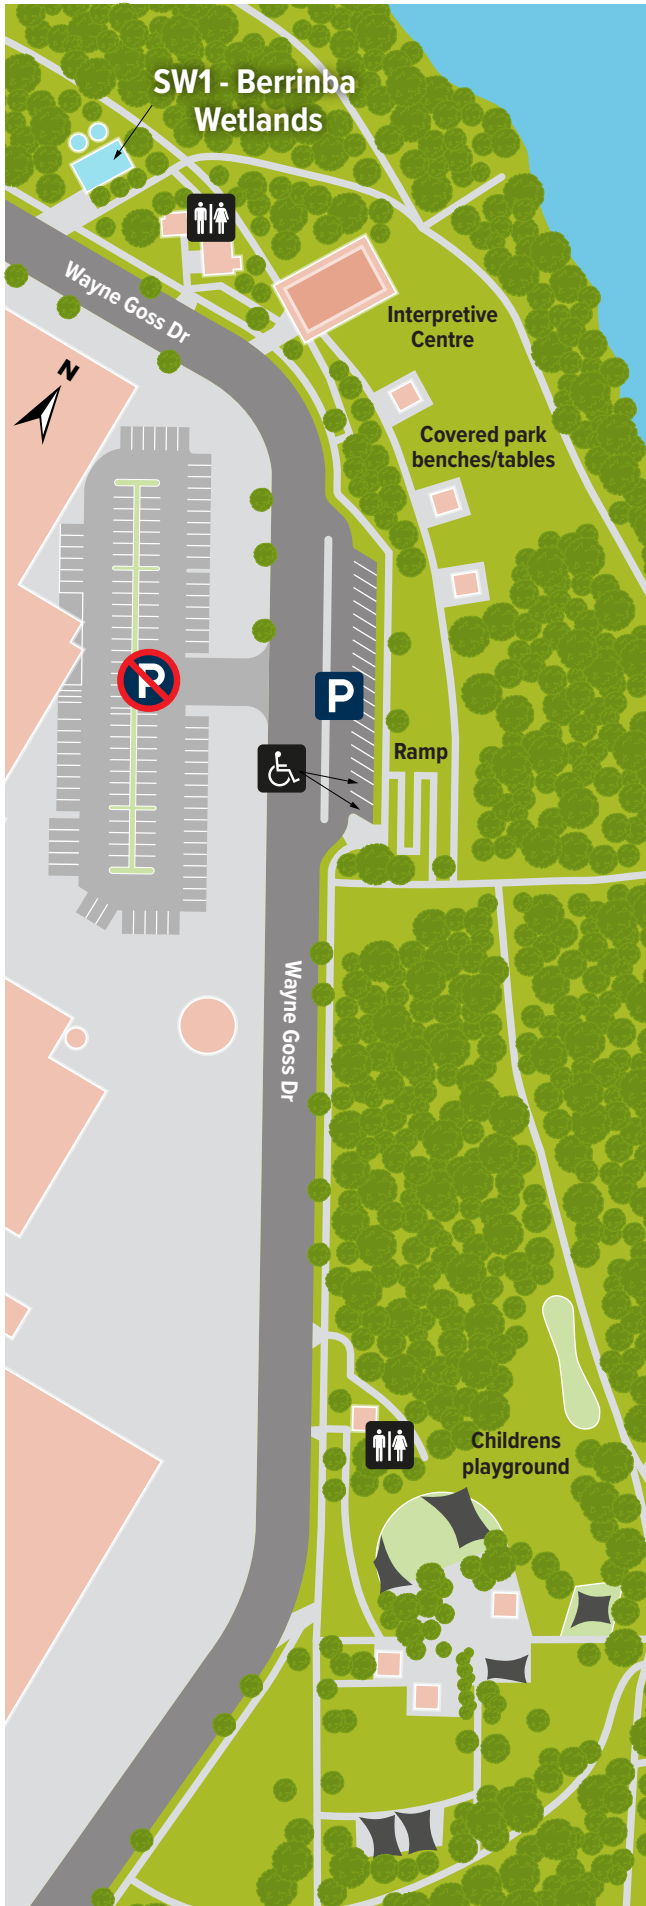 SW1 - Berrinba
Wetlands
Wayne Goss Dr
Interpretive
Centre
N
Covered park
benches/tables
P
P
Ramp
Wayne Goss Dr
Childrens
playground